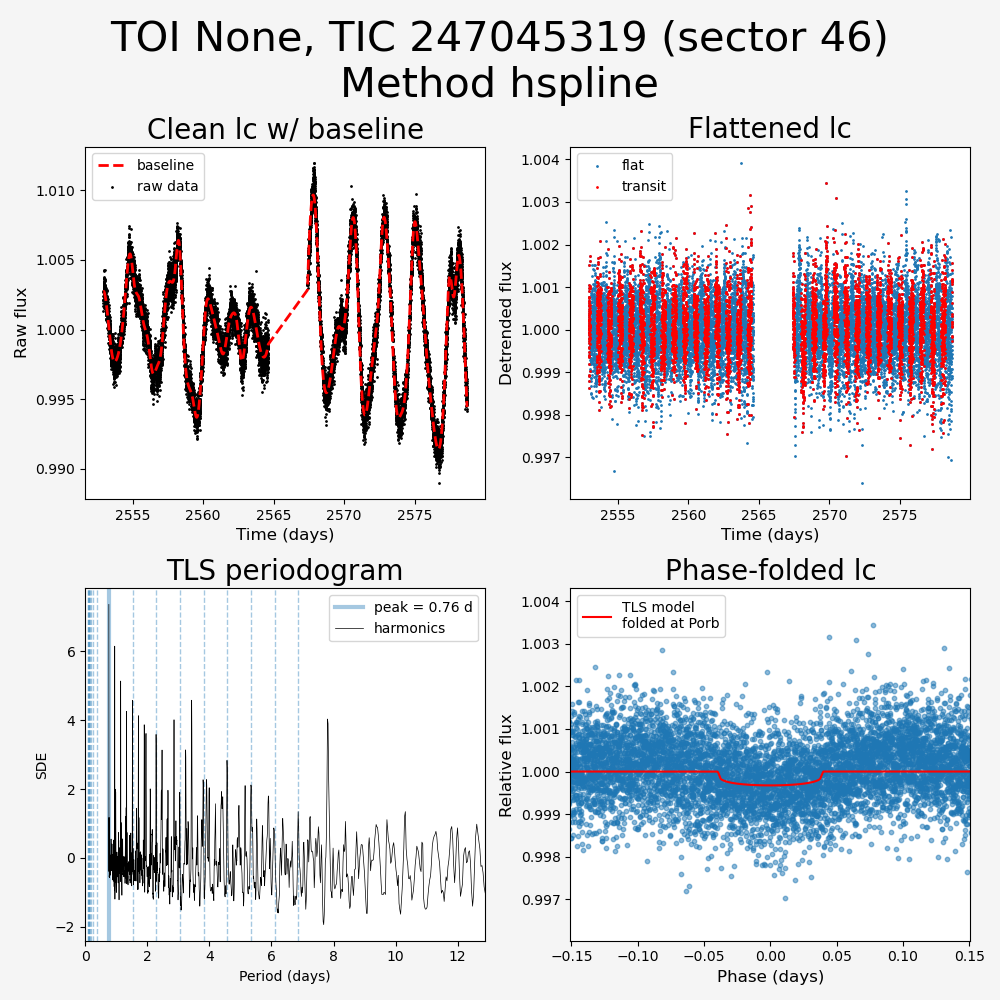 TOI None, TIC 247045319 (sector 46)
Method hspline
Clean lc w/ baseline
baseline
raw data
1.010
1.005
1.000
0.995
0.990
Raw flux
2555 2560 2565 2570 2575
Time (days)
Flattened lc
flat
transit
1.004
1.003
1.002
1.001
1.000
0.999
0.998
0.997
Detrended flux
2555 2560 2565 2570 2575
Time (days)
TLS periodogram
peak = 0.76 d
harmonics
6
4
2
0
−2
SDE
0 2 4 6 8 10 12
Period (days)
Phase-folded lc
TLS model
folded at Porb
1.004
1.003
1.002
1.001
1.000
0.999
0.998
0.997
Relative flux
−0.15 −0.10 −0.05 0.00 0.05 0.10 0.15
Phase (days)